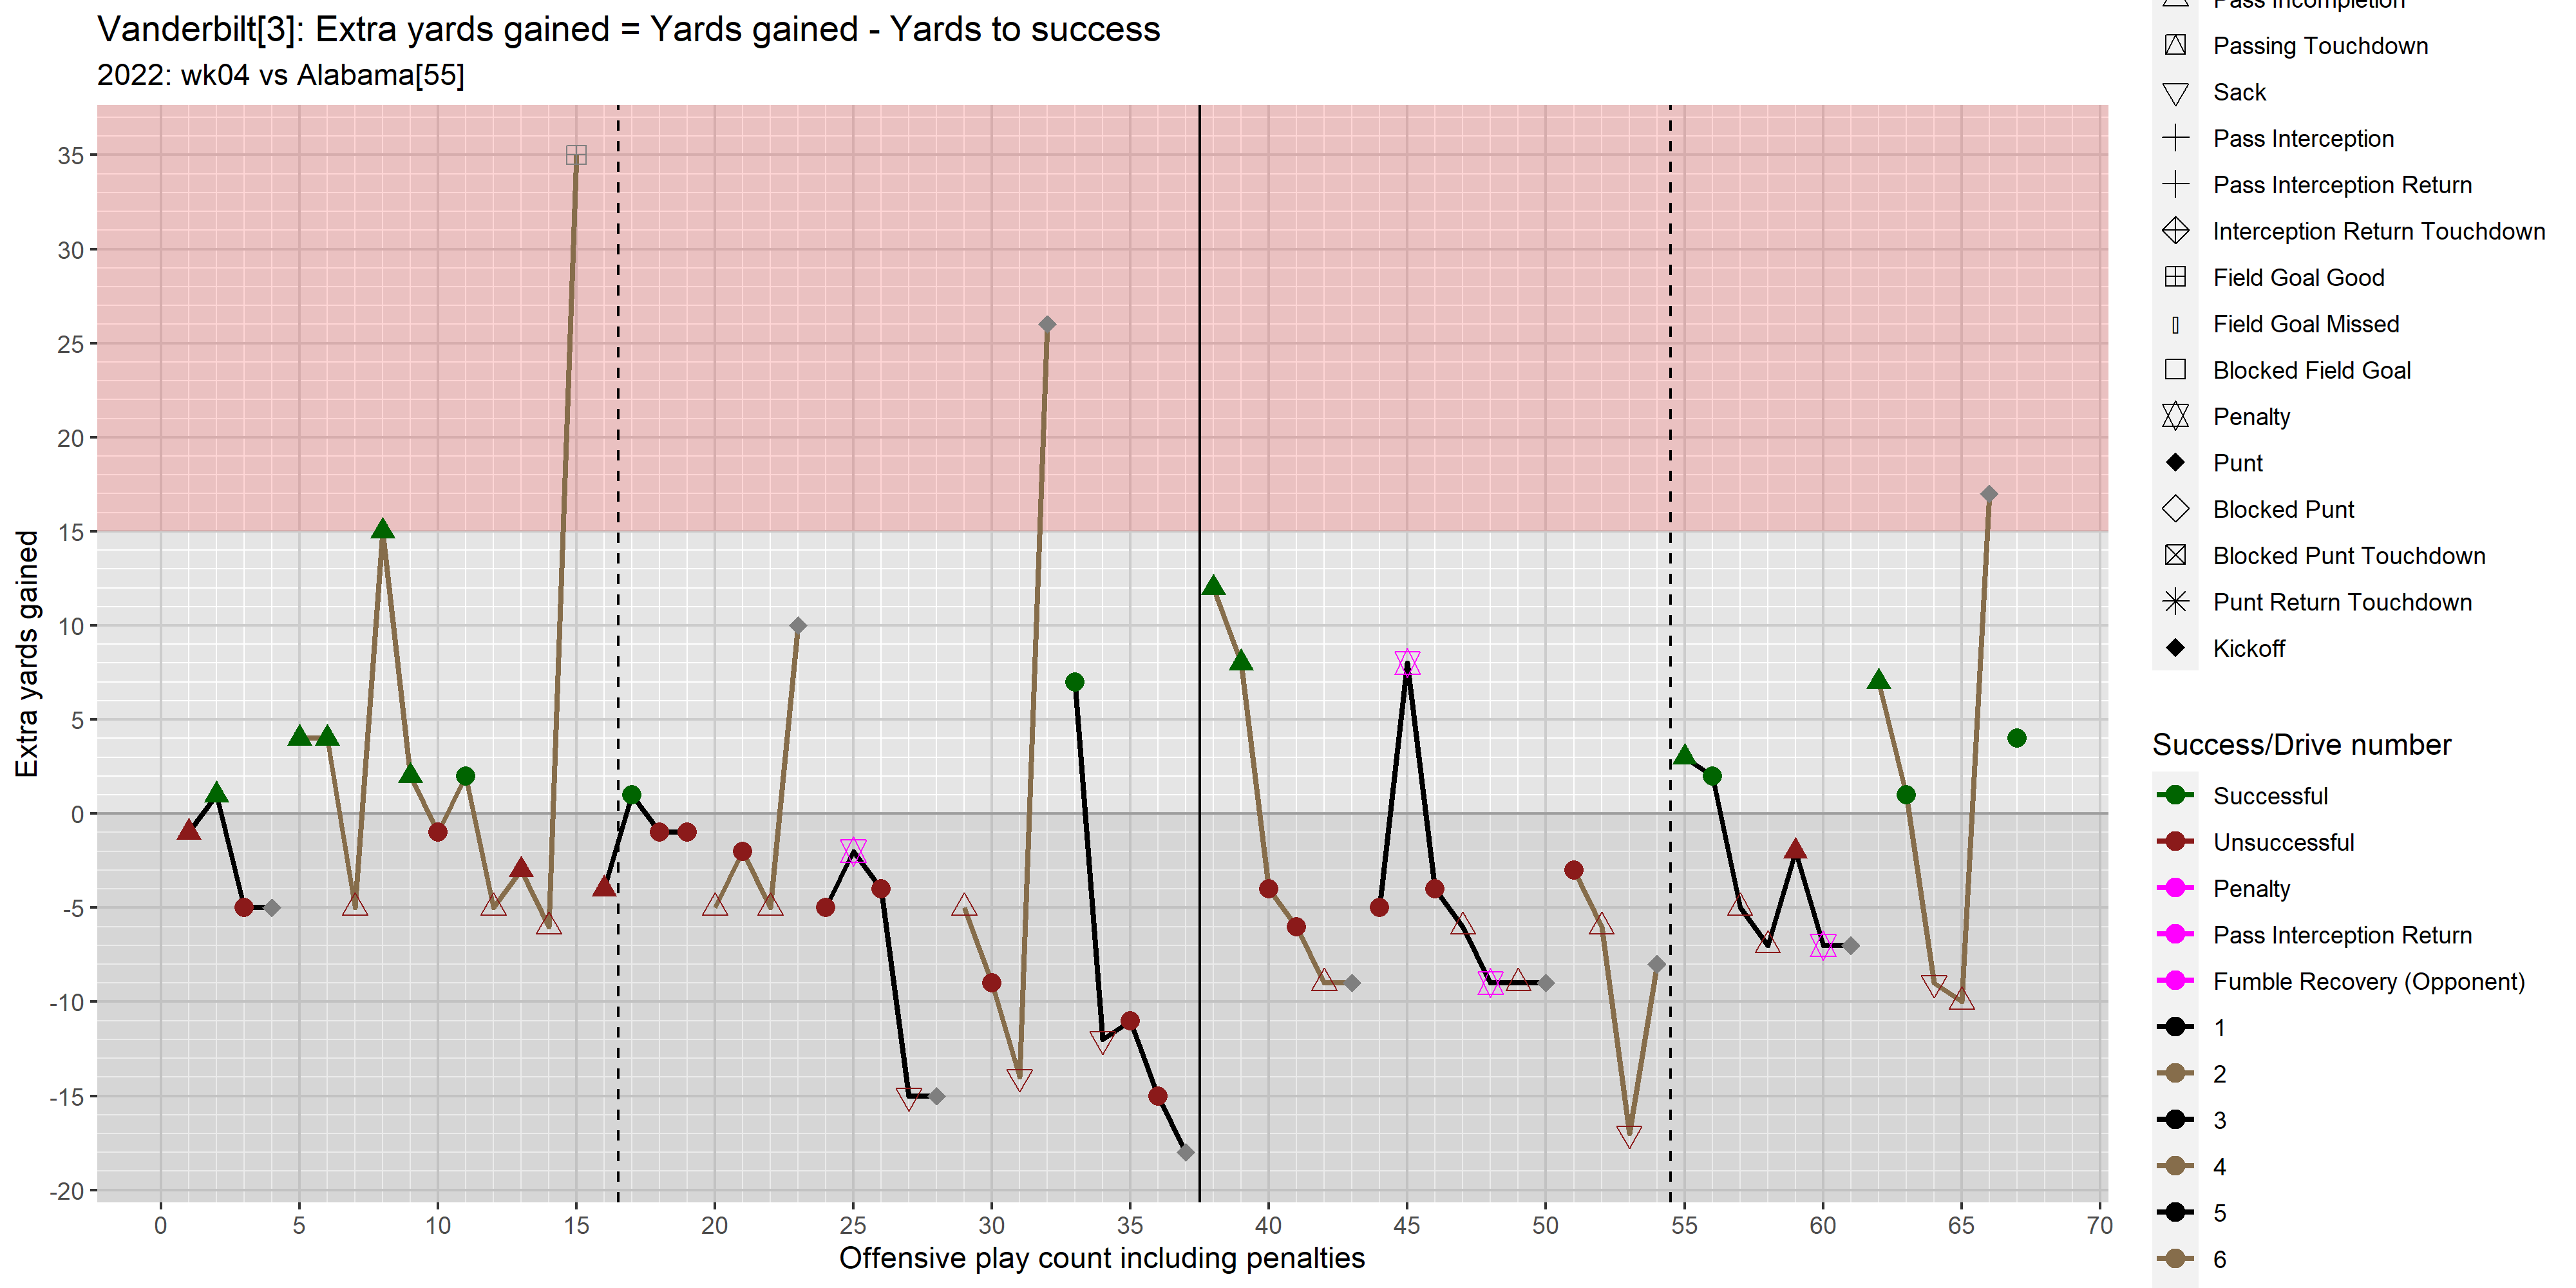 Vanderbilt[3]: Extra yards gained = Yards gained - Yards to success
2022: wk04 vs Alabama[55]
Extra yards gained
35
30
25
20
15
10
5
0
-5
-10
-15
-20
0 5 10 15 20 25 30 35 40 45 50 55 60 65 70
Offensive play count including penalties
Pass Incompletion
Passing Touchdown
Sack
Pass Interception
Pass Interception Return
Interception Return Touchdown
Field Goal Good
Field Goal Missed
Blocked Field Goal
Penalty
Punt
Blocked Punt
Blocked Punt Touchdown
Punt Return Touchdown
Kickoff
Success/Drive number
Successful
Unsuccessful
Penalty
Pass Interception Return
Fumble Recovery (Opponent)
1
2
3
4
5
6